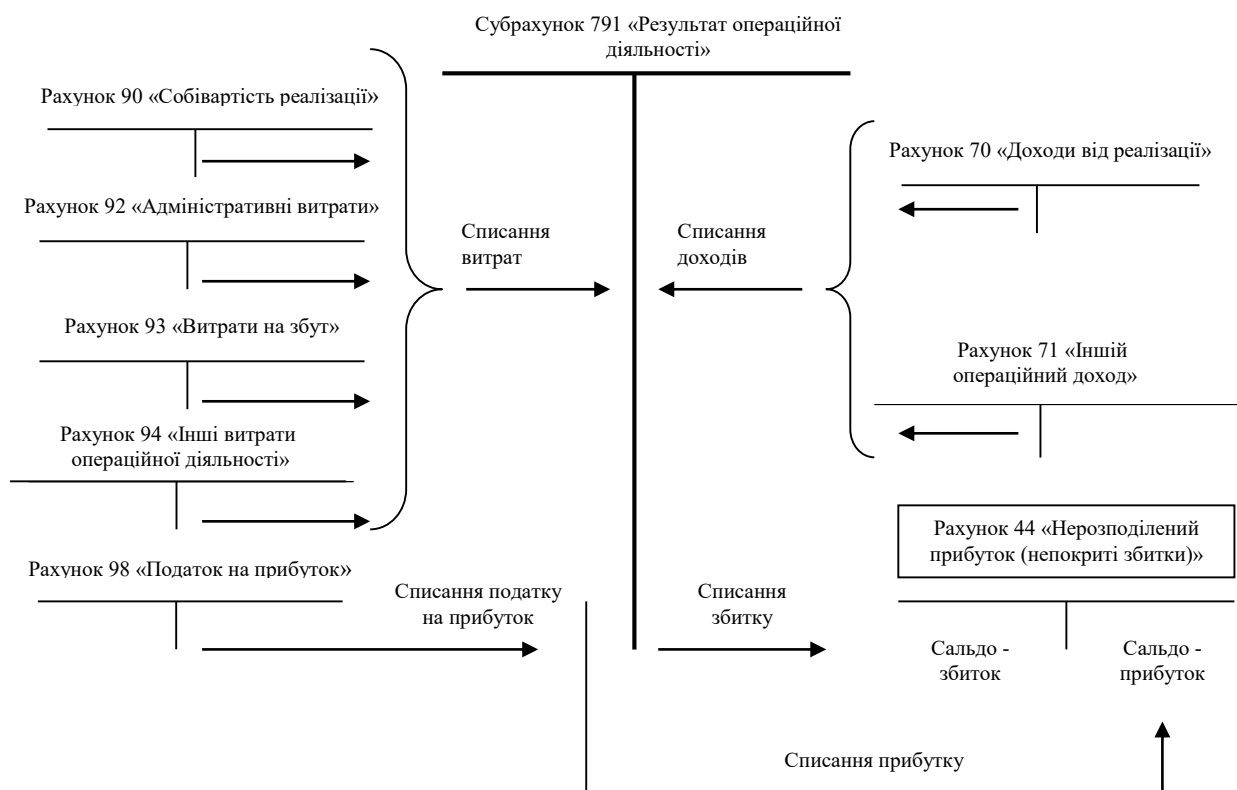 Субрахунок 791 «Результат операційної
діяльності»
Рахунок 90 «Собівартість реалізації»
Рахунок 92 «Адміністративні витрати»
Рахунок 93 «Витрати на збут»
Рахунок 94 «Інші витрати
операційної діяльності»
Рахунок 98 «Податок на прибуток»
Списання
витрат
Списання
доходів
Рахунок 70 «Доходи від реалізації»
Рахунок 71 «Іншій
операційний доход»
Рахунок 44 «Нерозподілений
прибуток (непокриті збитки)»
Списання податку
на прибуток
Списання
збитку
Сальдо -
збиток
Сальдо -
прибуток
Списання прибутку